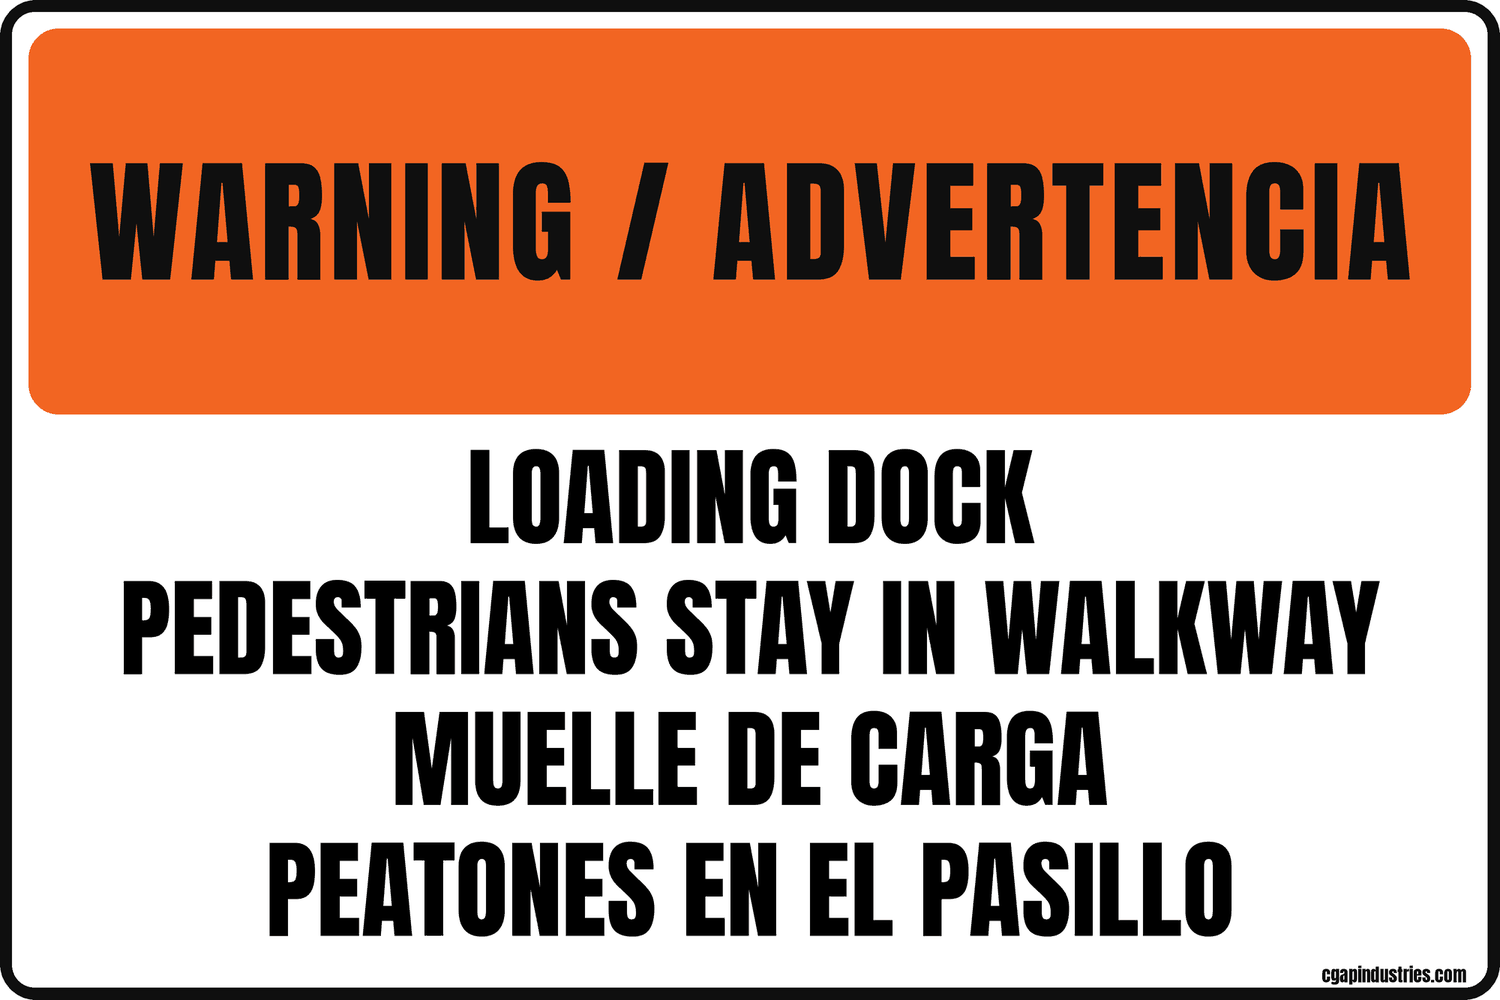 WARNING / ADVERTENCIA
LOADING DOCK
PEDESTRIANS STAY IN WALKWAY
MUELLE DE CARGA
PEATONES EN EL PASILLO
cgapindustries.com